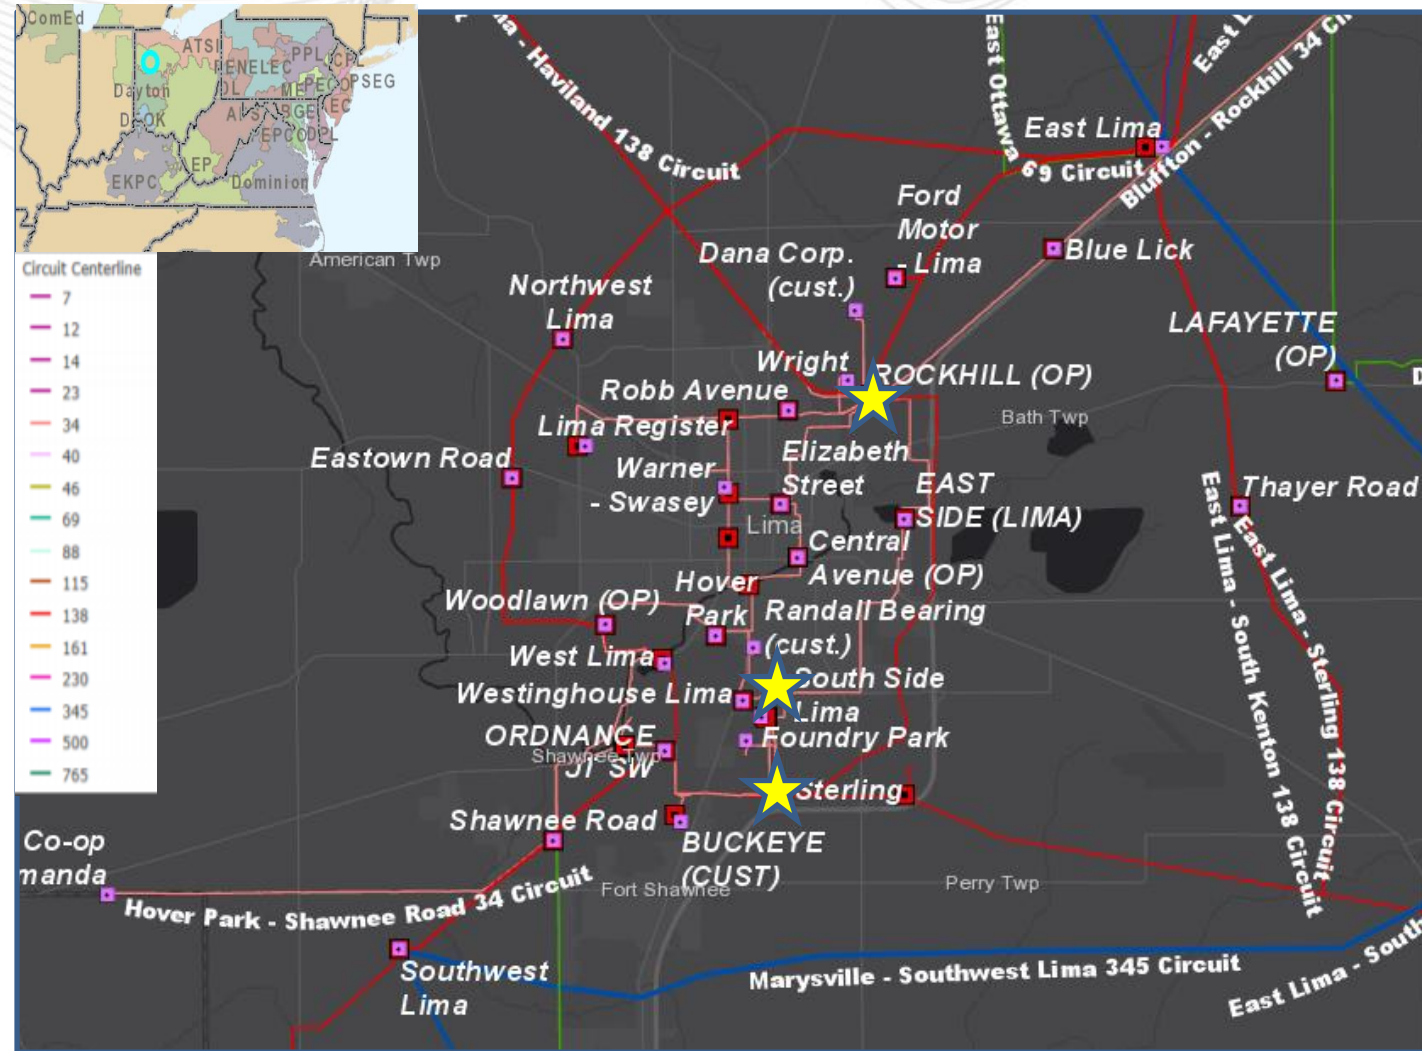 ComEd
ATSI
PENELEC
PPL
JCPL
PSEG
Dayton
DL
ME
PECO
DEOK
APS
BGE
AEC
PEPCO
DPL
EKPC
AEP
Dominion
Circuit Centerline
7
12
14
23
34
40
46
69
88
115
138
161
230
345
500
765
- Haviland 138 Circuit
East Ottawa 69 Circuit
East L
Bluffton - Rockhill 34 Ci
East Lima
Ford
Motor
- Lima
Blue Lick
American Twp
Dana Corp.
(cust.)
Northwest
Lima
LAFAYETTE
(OP)
Wright
ROCKHILL (OP)
Robb Avenue
Bath Twp
Lima Register
Eastown Road
Elizabeth
Street
Warner
- Swasey
EAST
SIDE (LIMA)
Thayer Road
Lima
Central
Avenue (OP)
Hover
Park
Woodlawn (OP)
Randall Bearing
(cust.)
West Lima
Westinghouse Lima
South Side
Lima
ORDNANCE
JT SW
Shawnee Twp
Foundry Park
Sterling
Shawnee Road
BUCKEYE
(CUST)
Fort Shawnee
Perry Twp
Co-op
manda
Hover Park - Shawnee Road 34 Circuit
East Lima - South Kenton 138 Circuit
East Lima - Sterling 138 Circuit
Southwest
Lima
Marysville - Southwest Lima 345 Circuit
East Lima - South